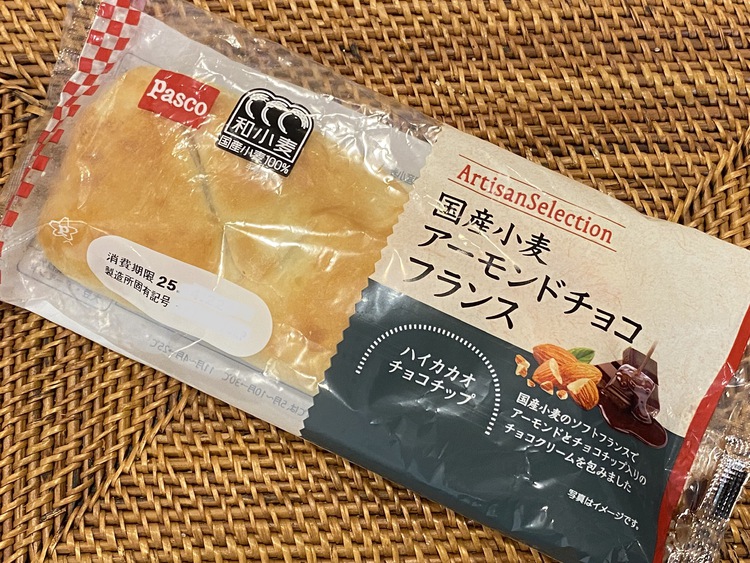 Pasco
和小麦
国産小麦100%
ArtisanSelection
国産小麦
アーモンドチョコ
フランス
消費期限 25.
製造所固有記号
ハイカカオ
チョコチップ
国産小麦のソフトフランスで
アーモンドとチョコチップ入りの
チョコクリームを包みました
写真はイメージです。